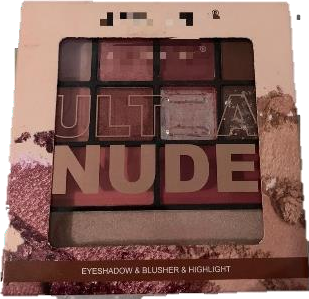 ULTRA
NUDE
EYESHADOW & BLUSHER & HIGHLIGHT